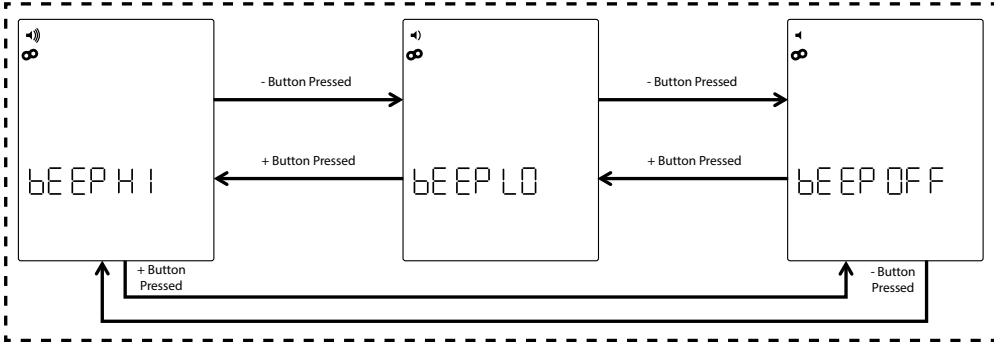 - Button Pressed
- Button Pressed
+ Button Pressed
+ Button Pressed
bEEP HI
bEEP LO
bEEP OFF
+ Button
Pressed
- Button
Pressed